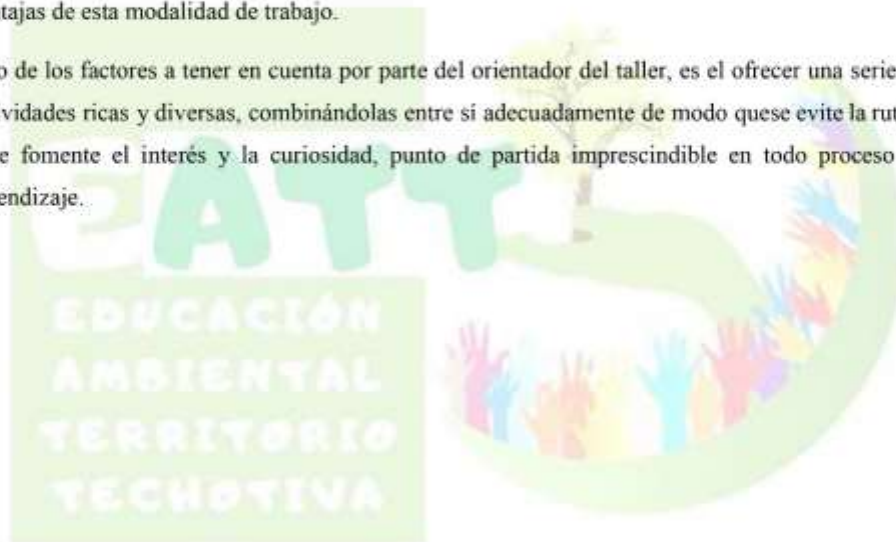 tajas de esta modalidad de trabajo.
o de los factores a tener en cuenta por parte del orientador del taller, es el ofrecer una serie
vidades ricas y diversas, combinándolas entre sí adecuadamente de modo quese evite la rut
e fomente el interés y la curiosidad, punto de partida imprescindible en todo proceso
endizaje.
EATT
EDUCACIÓN
AMBIENTAL
TERRITORIO
TECHOTIVA